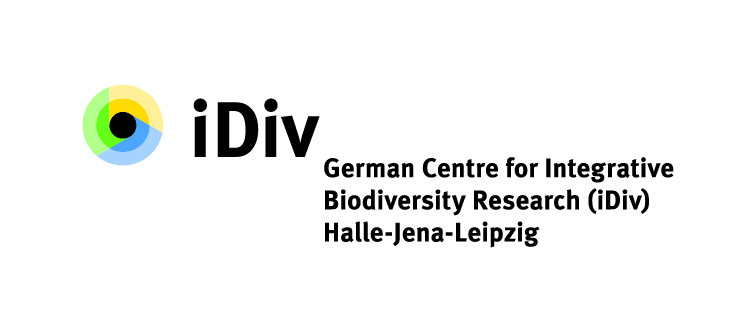 iDiv
German Centre for Integrative
Biodiversity Research (iDiv)
Halle-Jena-Leipzig